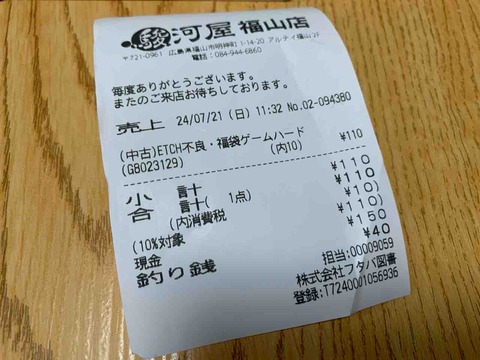 駿河屋 福山店
〒721-0961 広島県福山市明神町 1-14-20 アルティ福山 2F
電話：084-944-6860
毎度ありがとうございます。
またのご来店お待ちしております。
売上 24/07/21（日）11:32 No.02-094380
(中古)ETCH不良・福袋ゲームハード ¥110
(G8023129) (内10)
小 計 ¥110
合 計( 1点) ¥110
(内消費税 ¥10)
(10%対象 ¥110)
現金 ¥150
釣り銭 ¥40
担当:00009059
株式会社フタバ図書
登録:T7240001056936